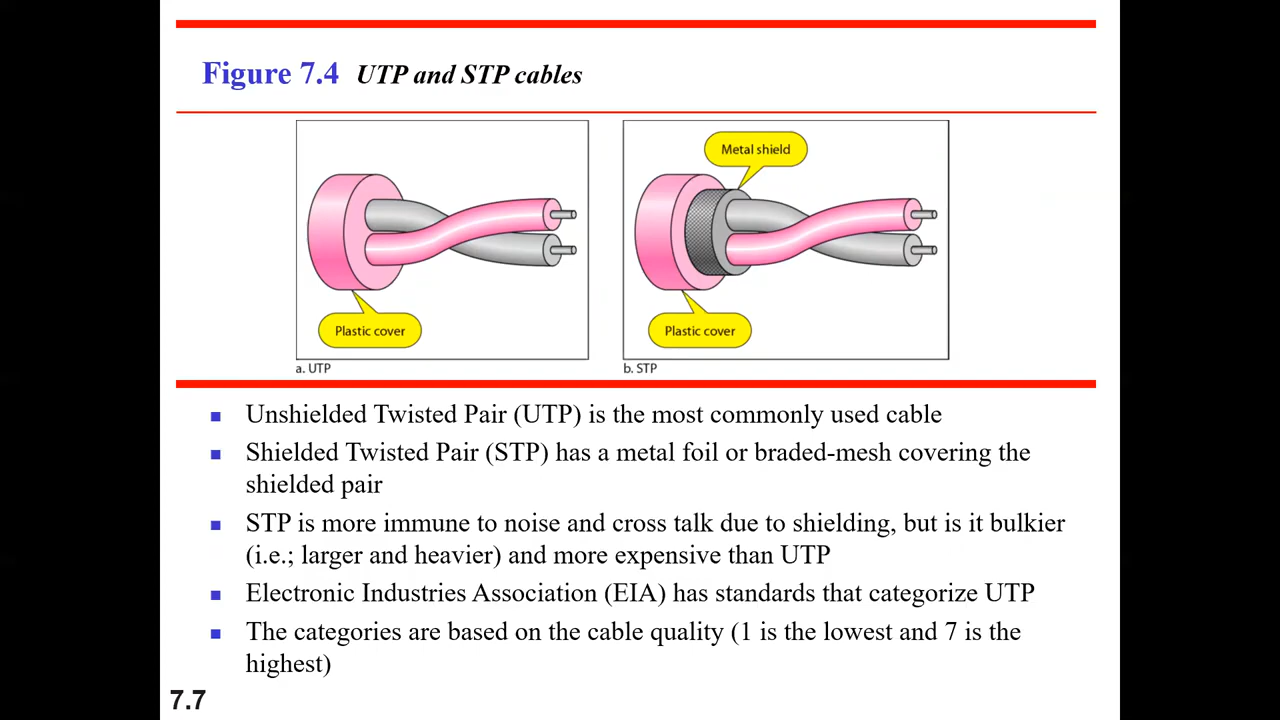 Figure 7.4 UTP and STP cables
Metal shield
Plastic cover
Plastic cover
a. UTP
b. STP
Unshielded Twisted Pair (UTP) is the most commonly used cable
Shielded Twisted Pair (STP) has a metal foil or braded-mesh covering the
shielded pair
STP is more immune to noise and cross talk due to shielding, but is it bulkier
(i.e.; larger and heavier) and more expensive than UTP
Electronic Industries Association (EIA) has standards that categorize UTP
The categories are based on the cable quality (1 is the lowest and 7 is the
highest)
7.7